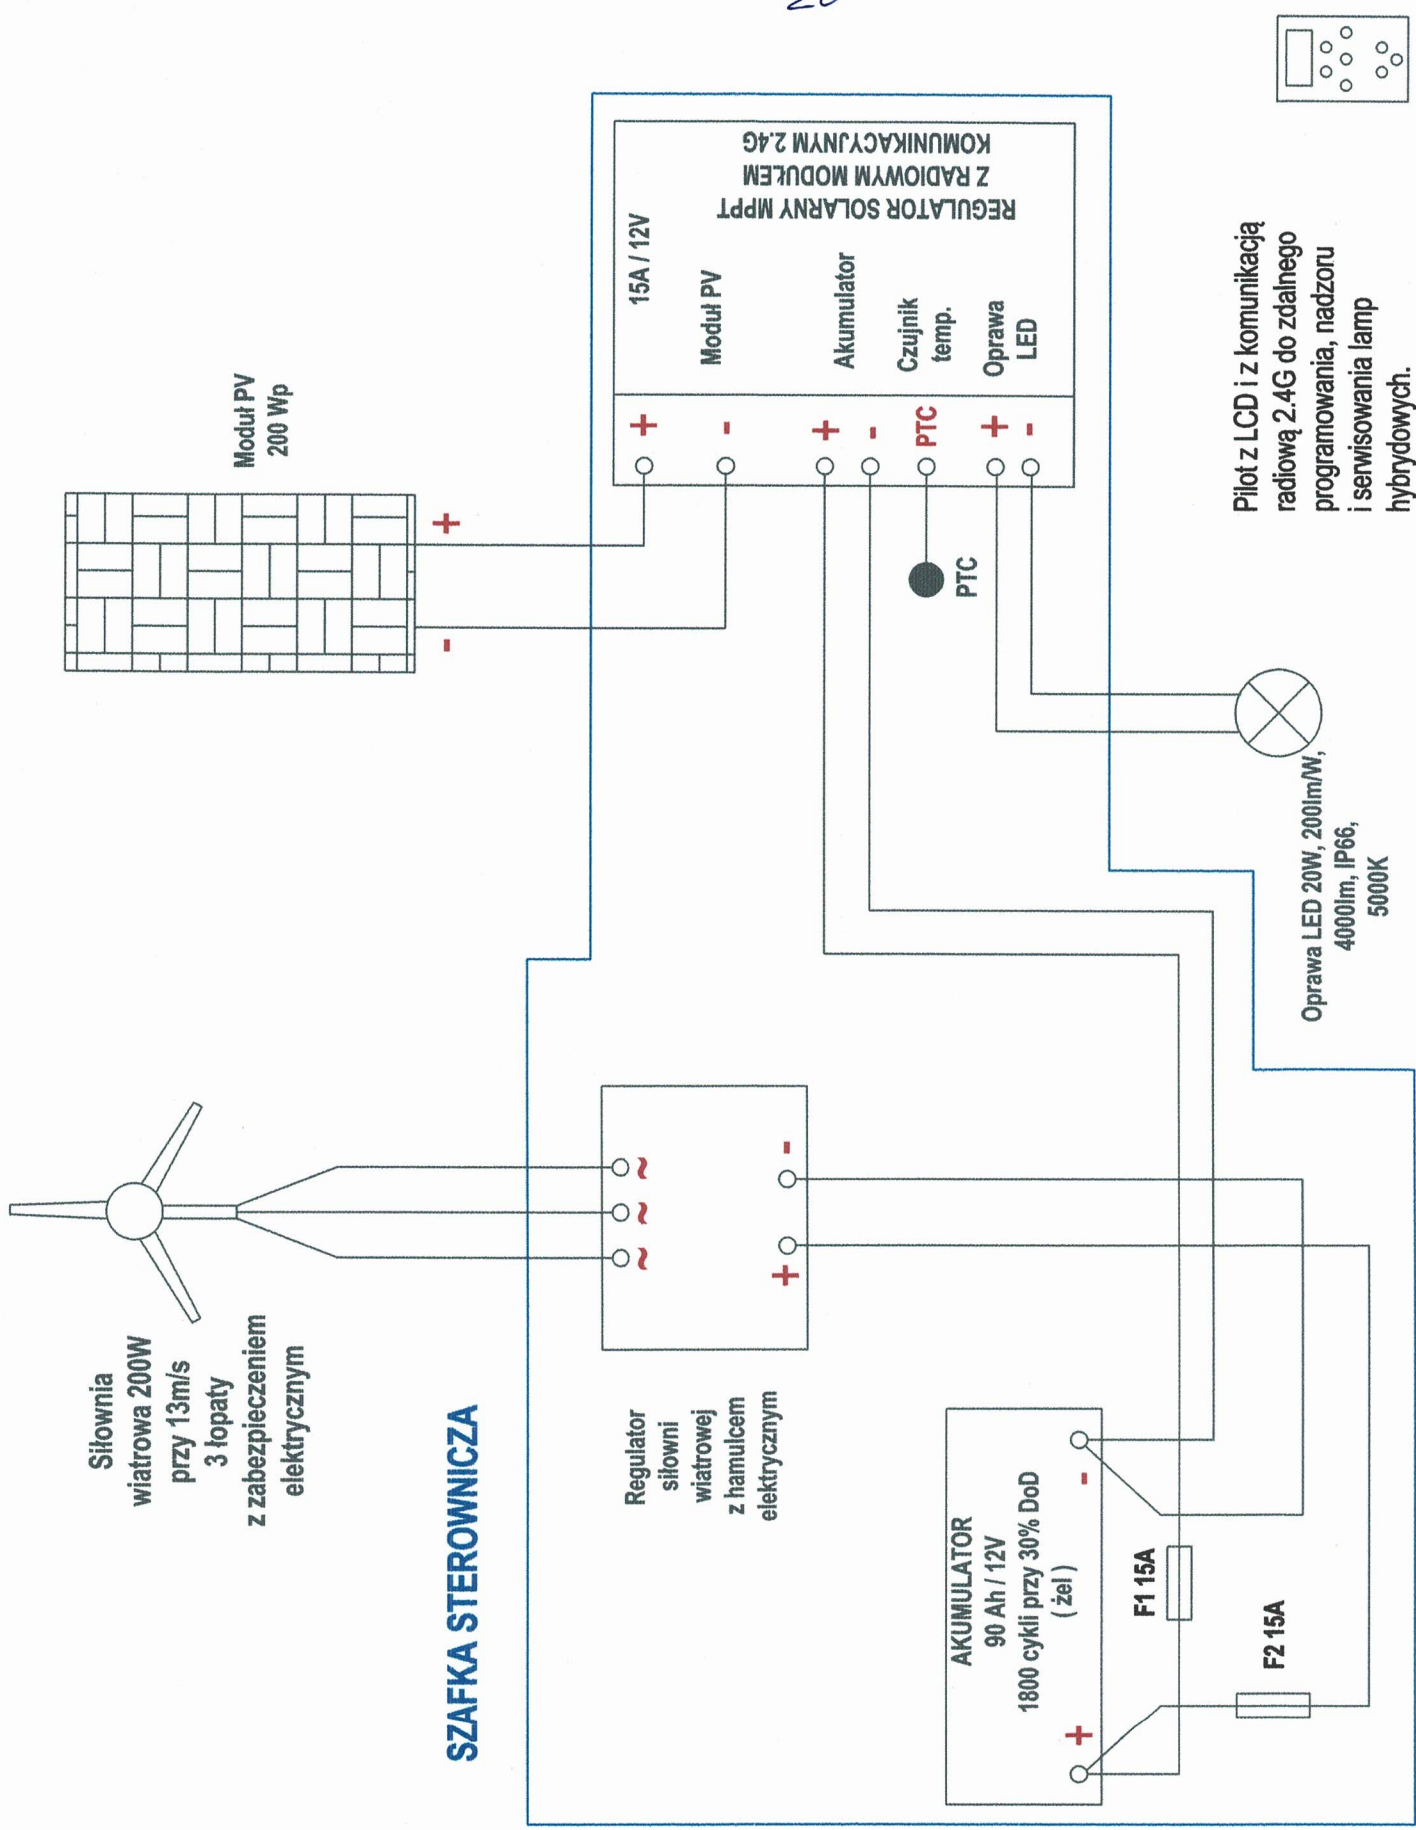 Siłownia
wiatrowa 200W
przy 13m/s
3 łopaty
z zabezpieczeniem
elektrycznym
Moduł PV
200 Wp
+
-
SZAFKA STEROWNICZA
Regulator
siłowni
wiatrowej
z hamulcem
elektrycznym
~
~
~
+
-
15A / 12V
Moduł PV
Akumulator
Czujnik
temp.
Oprawa
LED
REGULATOR SOLARNY MPPT
Z RADIOWYM MODUŁEM
KOMUNIKACYJNYM 2.4G
+
-
+
-
PTC
+
-
PTC
AKUMULATOR
90 Ah / 12V
1800 cykli przy 30% DoD
( żel )
+
-
F1 15A
F2 15A
Oprawa LED 20W, 200lm/W,
4000lm, IP66,
5000K
Pilot z LCD i z komunikacją
radiową 2.4G do zdalnego
programowania, nadzoru
i serwisowania lamp
hybrydowych.